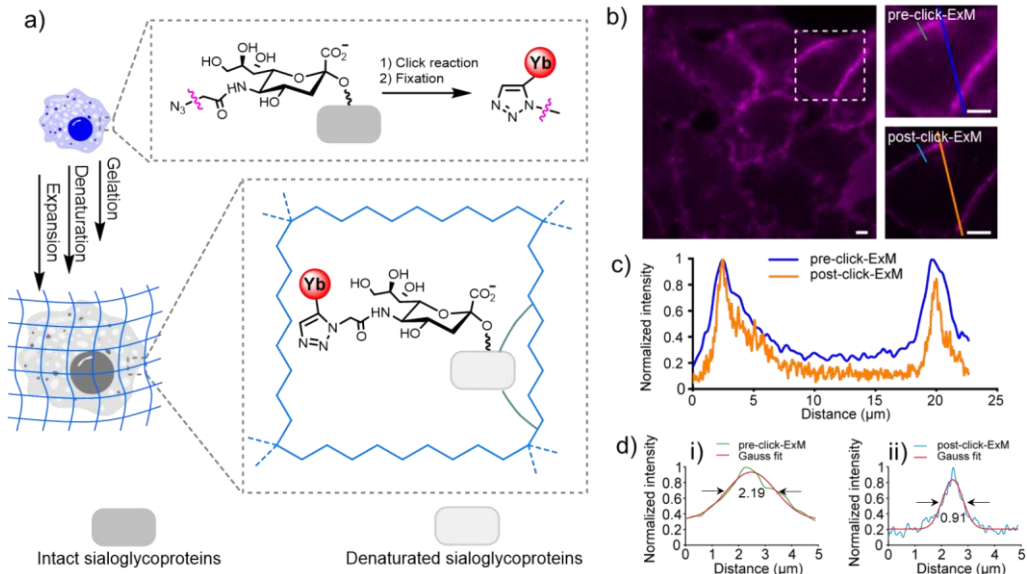 a)
HO
OH
OH
HO
CO₂⁻
O
O
HN
HO
N₃
O
1) Click reaction
2) Fixation
Yb
N
N
N
Gelation
Denaturation
Expansion
Yb
HO
OH
OH
CO₂⁻
O
O
HN
HO
N
N
N
O
Intact sialoglycoproteins
Denaturated sialoglycoproteins
b)
pre-click-ExM
post-click-ExM
c)
pre-click-ExM
post-click-ExM
Normalized intensity
1
0.8
0.6
0.4
0.2
0
0 5 10 15 20 25
Distance (µm)
d)
i)
pre-click-ExM
Gauss fit
Normalized intensity
1
0.8
0.6
0.4
0.2
0
2.19
0 1 2 3 4 5
Distance (µm)
ii)
post-click-ExM
Gauss fit
Normalized intensity
1
0.8
0.6
0.4
0.2
0
0.91
0 1 2 3 4 5
Distance (µm)